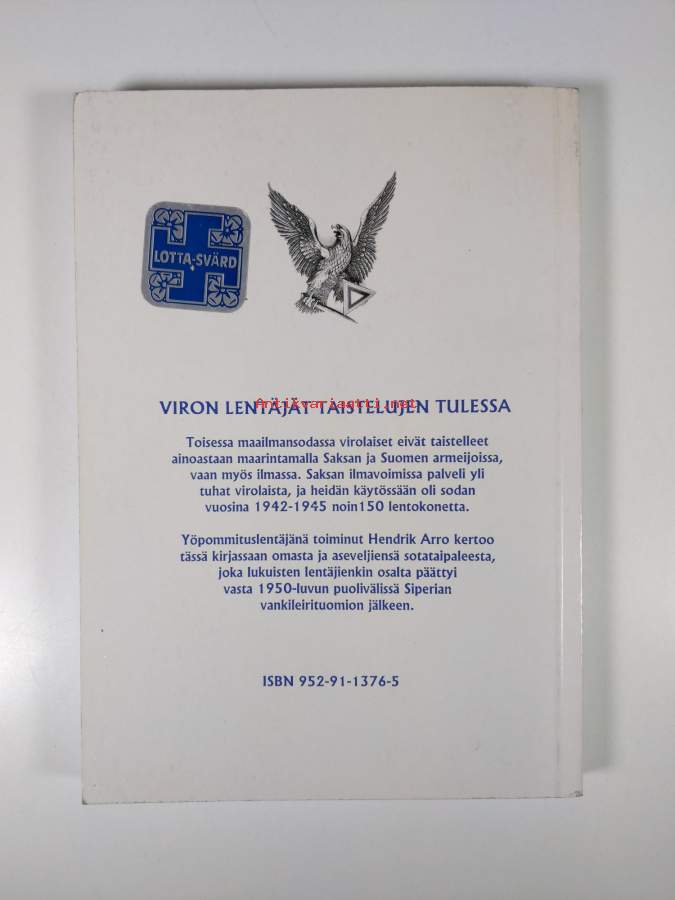 LOTTA-SVÄRD
VIRON LENTÄJÄT TAISTELUJEN TULESSA
Antikvariaatti.net
Toisessa maailmansodassa virolaiset eivät taistelleet
ainoastaan maarintamalla Saksan ja Suomen armeijoissa,
vaan myös ilmassa. Saksan ilmavoimissa palveli yli
tuhat virolaista, ja heidän käytössään oli sodan
vuosina 1942-1945 noin150 lentokonetta.
Yöpommituslentäjänä toiminut Hendrik Arro kertoo
tässä kirjassaan omasta ja aseveljiensä sotataipaleesta,
joka lukuisten lentäjienkin osalta päättyi
vasta 1950-luvun puolivälissä Siperian
vankileirituomion jälkeen.
ISBN 952-91-1376-5